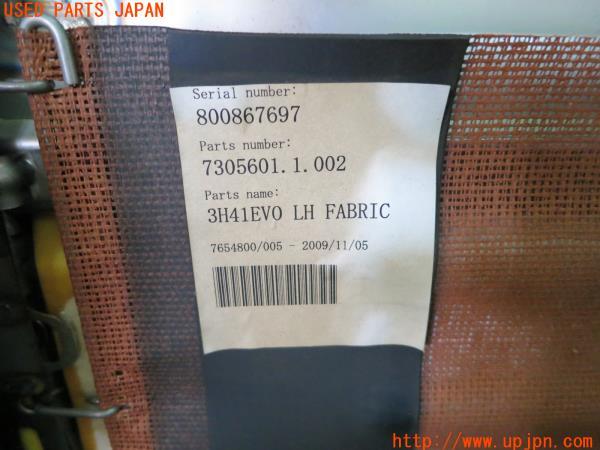 USED PARTS JAPAN
Serial number:
800867697
Parts number:
7305601.1.002
Parts name:
3H41EVO LH FABRIC
7654800/005 - 2009/11/05
http://www.upjpn.com